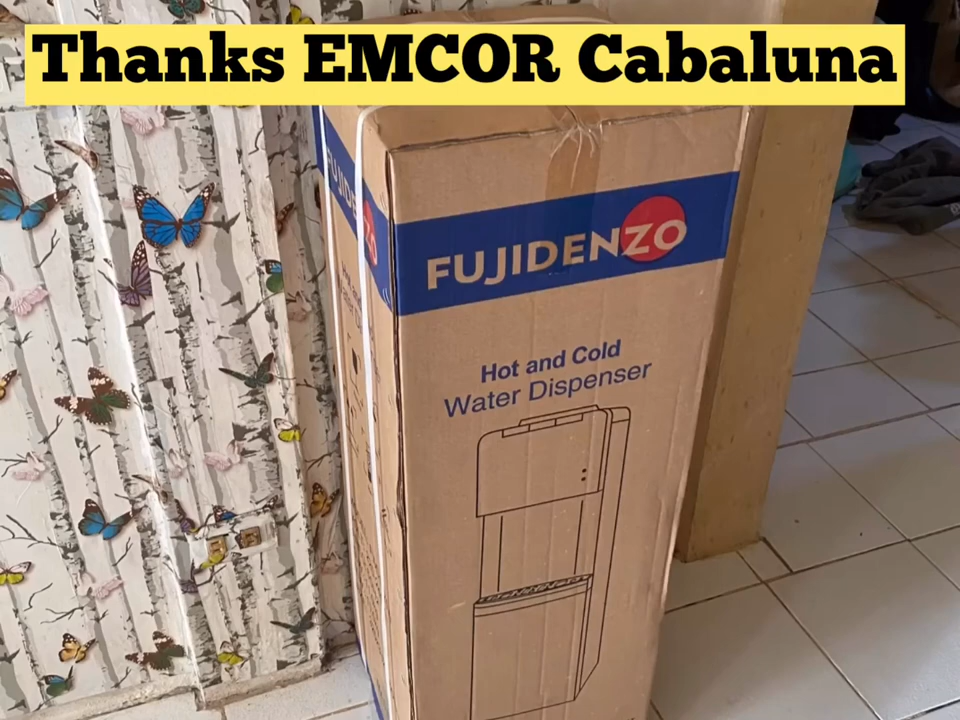 Thanks EMCOR Cabaluna
FUJIDENZO
Hot and Cold
Water Dispenser